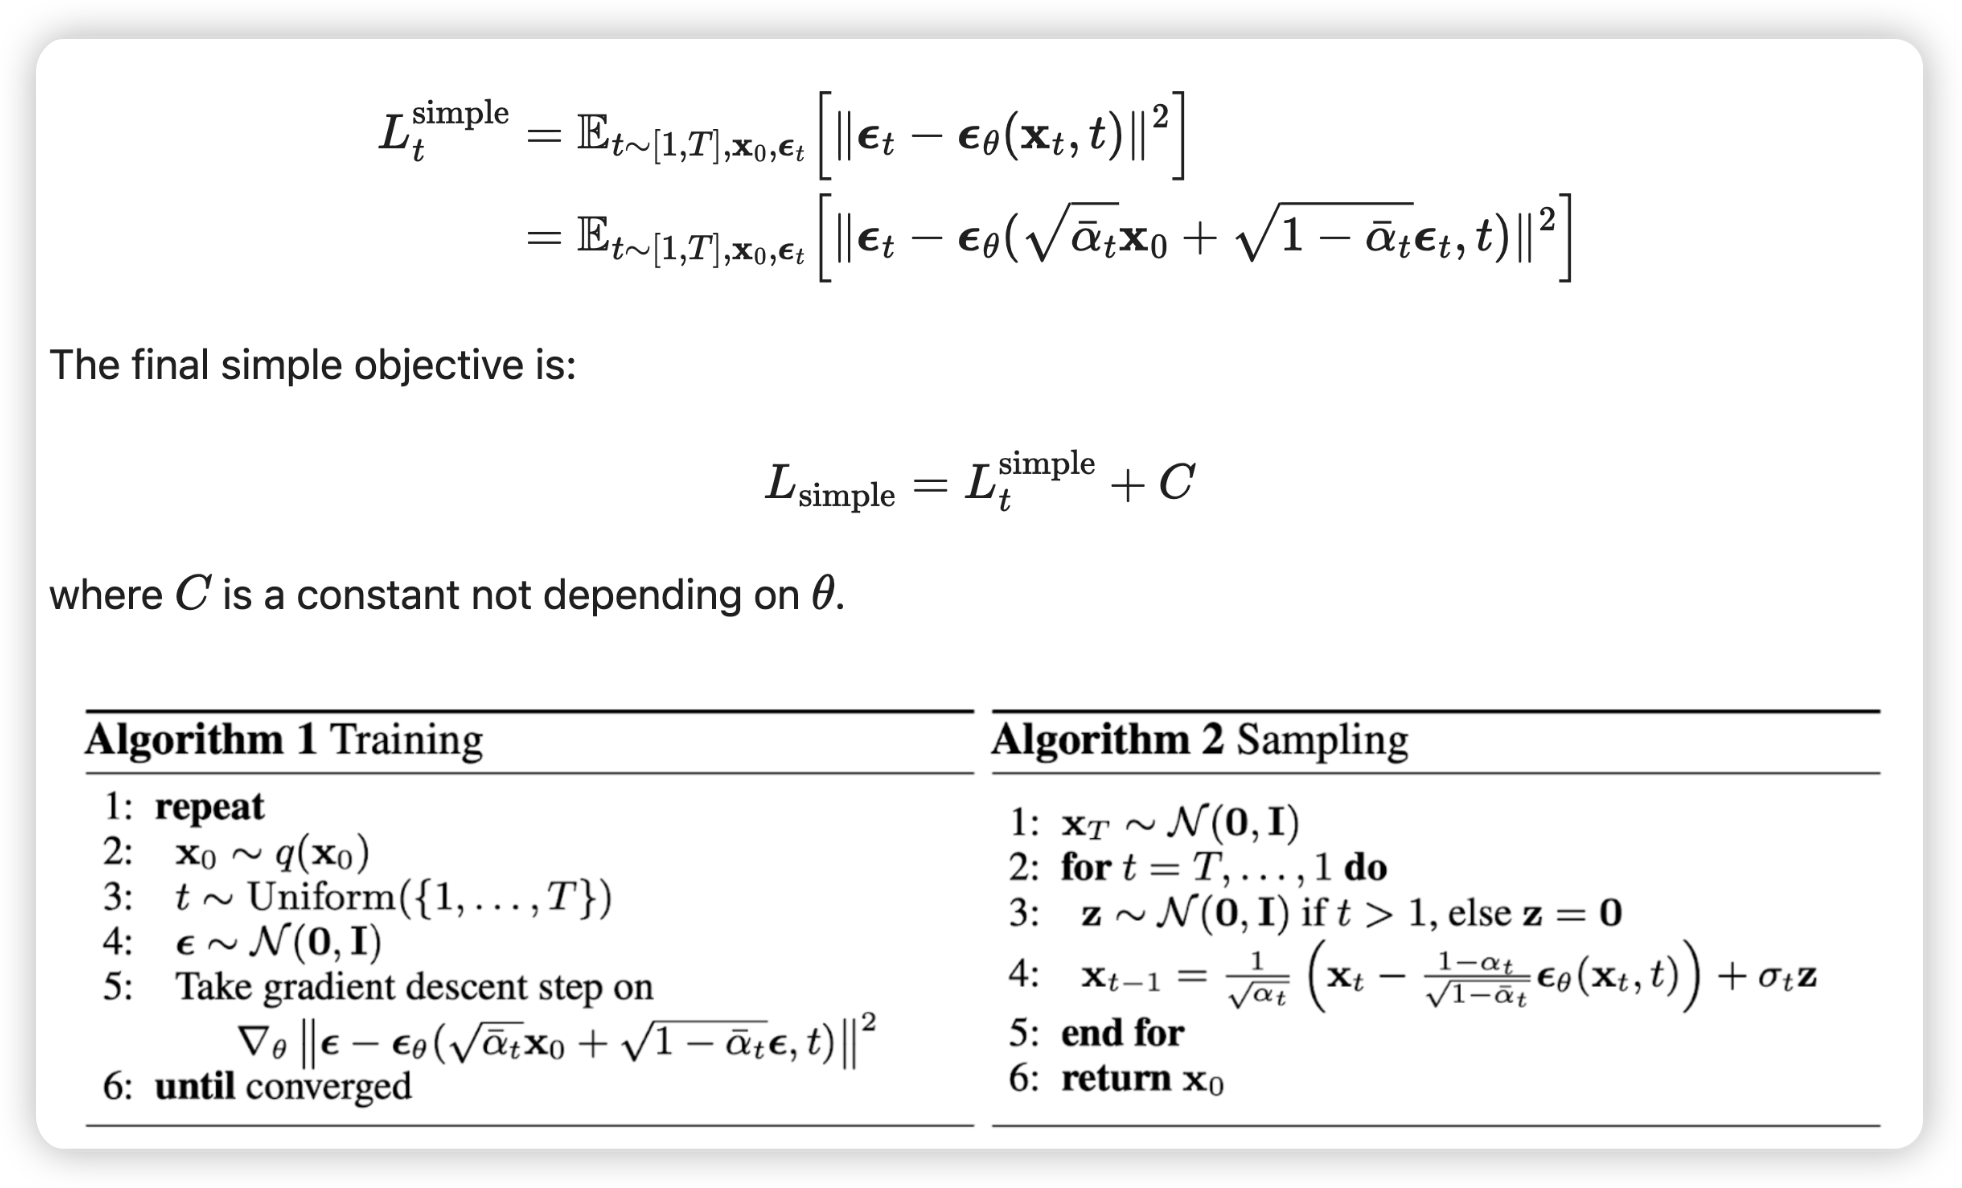 $L_t^{\text{simple}} = \mathbb{E}_{t\sim[1,T],\mathbf{x}_0,\boldsymbol{\epsilon}_t}\left[\|\boldsymbol{\epsilon}_t - \boldsymbol{\epsilon}_\theta(\mathbf{x}_t, t)\|^2\right]$
$= \mathbb{E}_{t\sim[1,T],\mathbf{x}_0,\boldsymbol{\epsilon}_t}\left[\|\boldsymbol{\epsilon}_t - \boldsymbol{\epsilon}_\theta(\sqrt{\bar{\alpha}_t}\mathbf{x}_0 + \sqrt{1 - \bar{\alpha}_t}\boldsymbol{\epsilon}_t, t)\|^2\right]$
The final simple objective is:
$L_{\text{simple}} = L_t^{\text{simple}} + C$
where $C$ is a constant not depending on $\theta$.
Algorithm 1 Training
1: repeat
2: $\mathbf{x}_0 \sim q(\mathbf{x}_0)$
3: $t \sim \text{Uniform}(\{1, \ldots, T\})$
4: $\boldsymbol{\epsilon} \sim \mathcal{N}(\mathbf{0}, \mathbf{I})$
5: Take gradient descent step on
$\nabla_\theta \left\|\boldsymbol{\epsilon} - \boldsymbol{\epsilon}_\theta(\sqrt{\bar{\alpha}_t}\mathbf{x}_0 + \sqrt{1 - \bar{\alpha}_t}\boldsymbol{\epsilon}, t)\right\|^2$
6: until converged
Algorithm 2 Sampling
1: $\mathbf{x}_T \sim \mathcal{N}(\mathbf{0}, \mathbf{I})$
2: for $t = T, \ldots, 1$ do
3: $\mathbf{z} \sim \mathcal{N}(\mathbf{0}, \mathbf{I})$ if $t > 1$, else $\mathbf{z} = \mathbf{0}$
4: $\mathbf{x}_{t-1} = \frac{1}{\sqrt{\alpha_t}}\left(\mathbf{x}_t - \frac{1-\alpha_t}{\sqrt{1-\bar{\alpha}_t}}\boldsymbol{\epsilon}_\theta(\mathbf{x}_t, t)\right) + \sigma_t\mathbf{z}$
5: end for
6: return $\mathbf{x}_0$